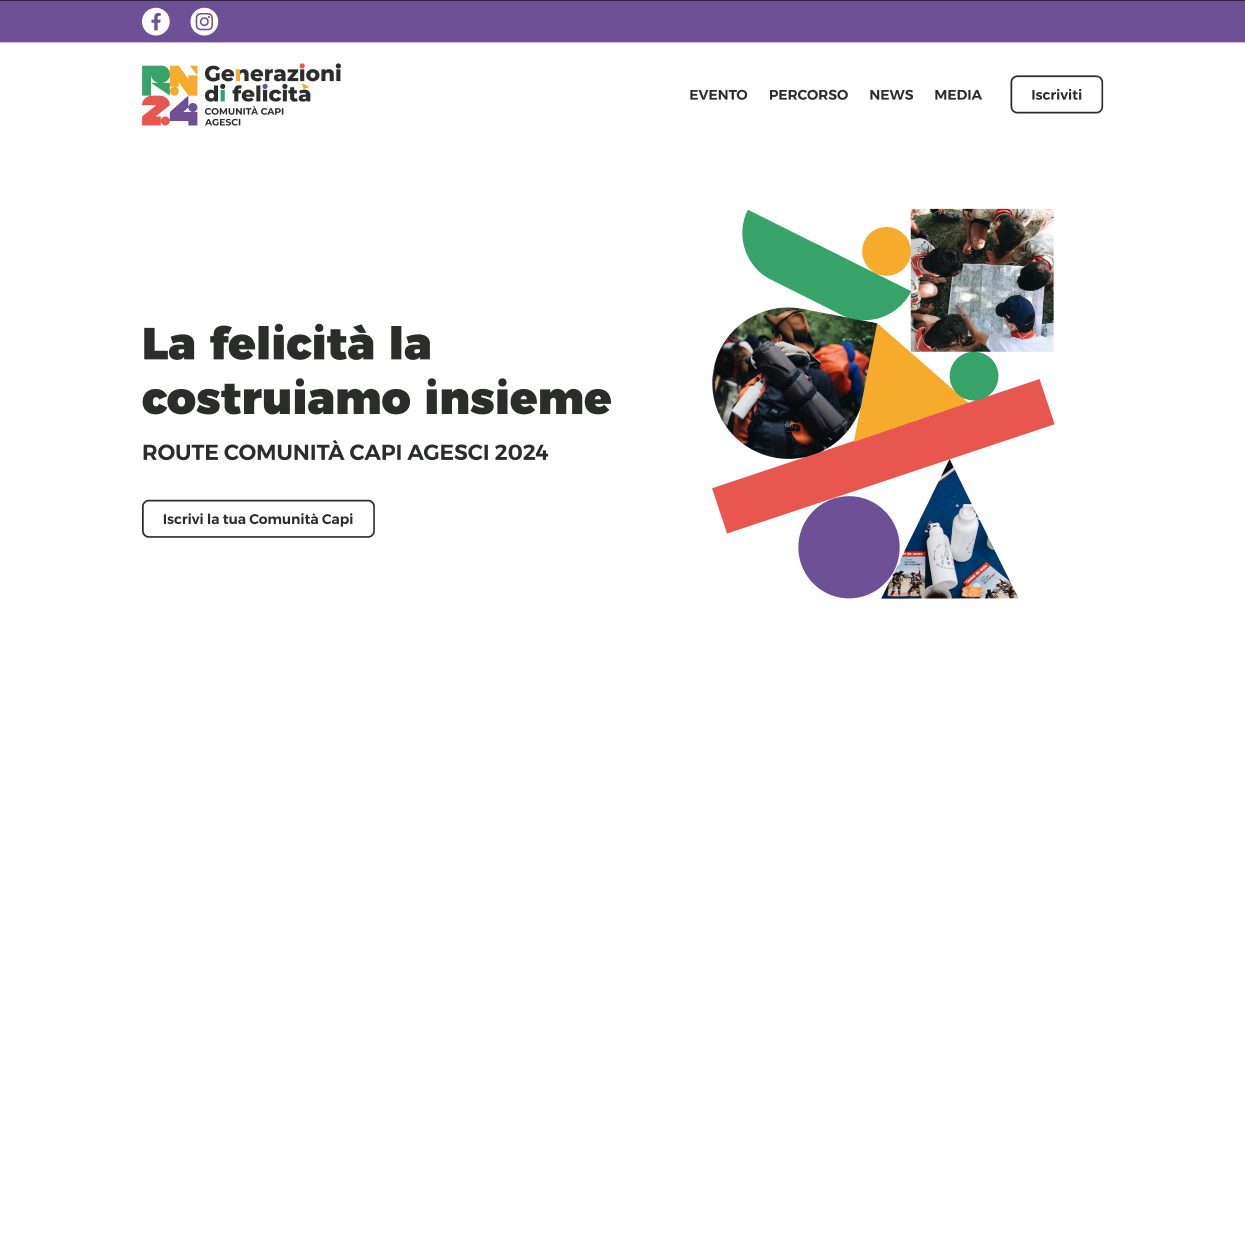 RN
24
Generazioni
di felicità
COMUNITÀ CAPI
AGESCI
EVENTO PERCORSO NEWS MEDIA Iscriviti
La felicità la
costruiamo insieme
ROUTE COMUNITÀ CAPI AGESCI 2024
Iscrivi la tua Comunità Capi